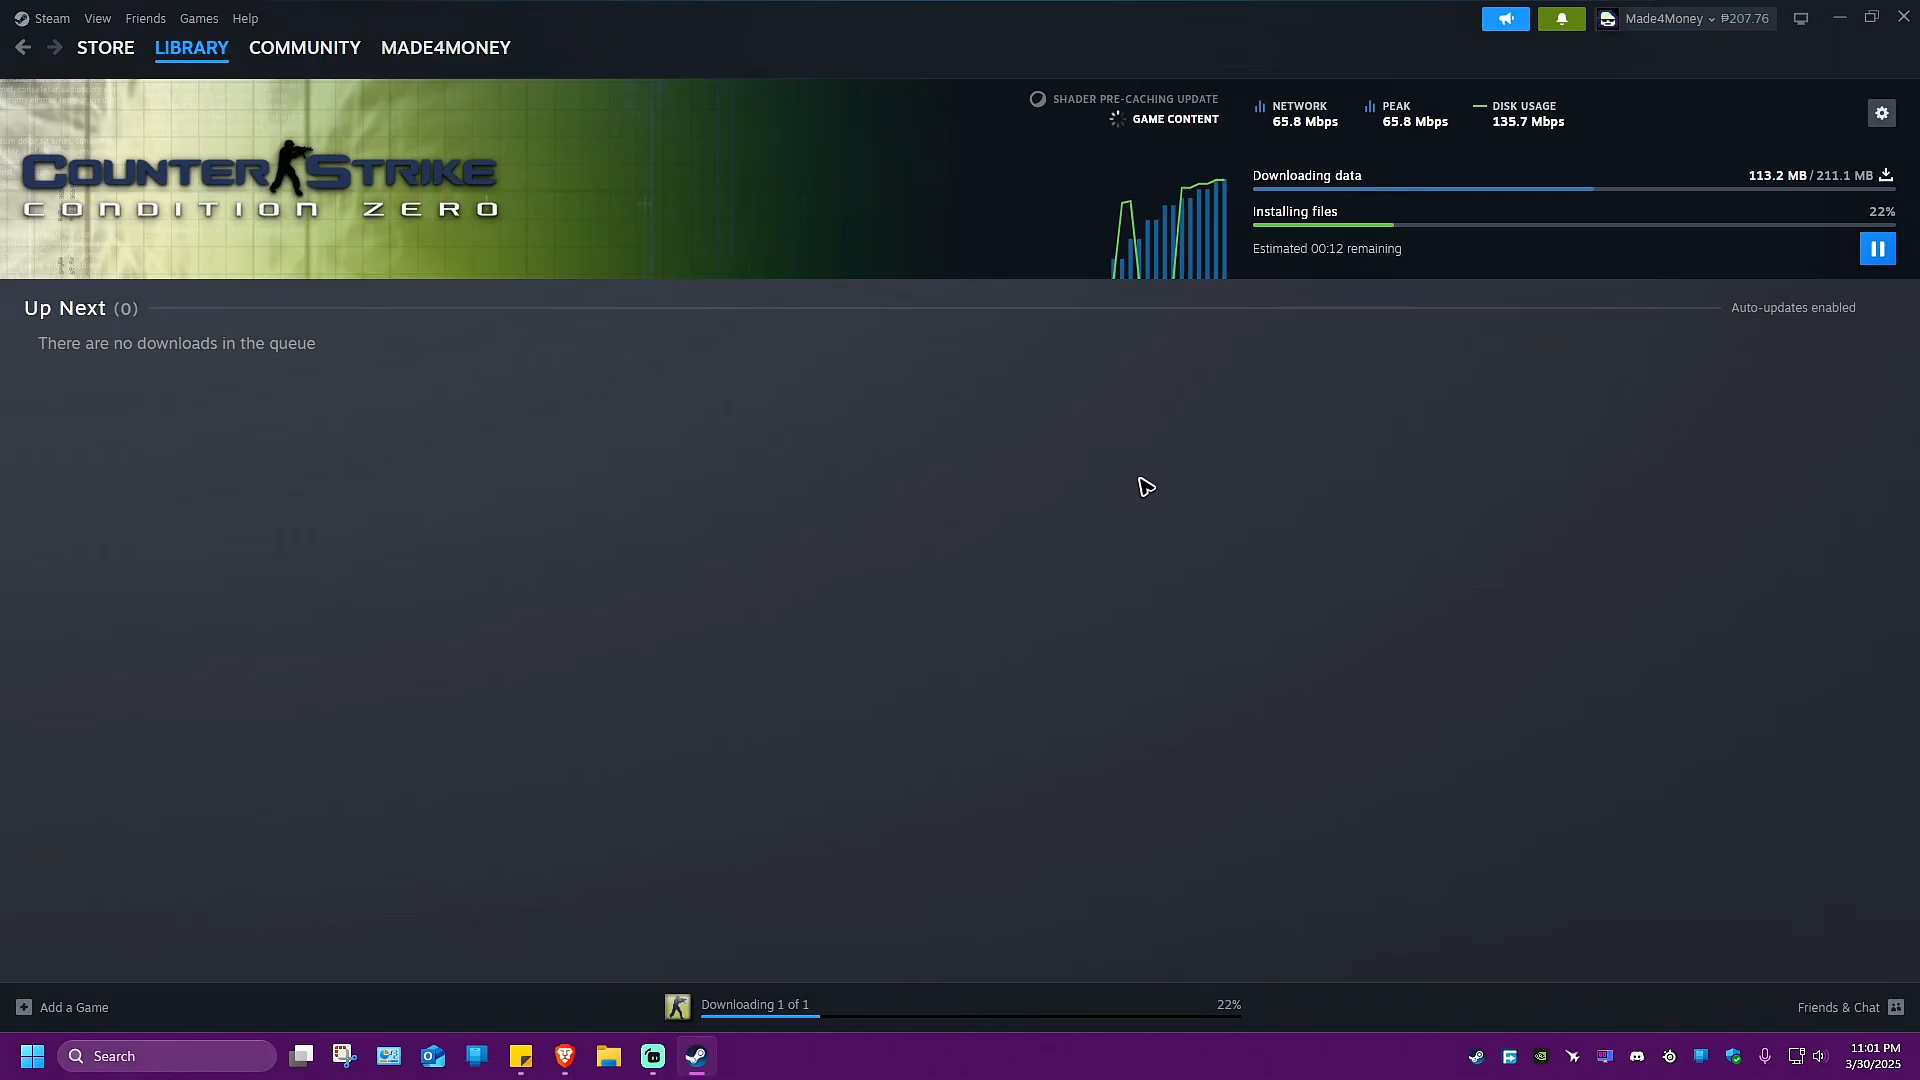 Steam View Friends Games Help
Made4Money ₱207.76
STORE LIBRARY COMMUNITY MADE4MONEY
SHADER PRE-CACHING UPDATE
GAME CONTENT
NETWORK
65.8 Mbps
PEAK
65.8 Mbps
DISK USAGE
135.7 Mbps
COUNTER STRIKE
CONDITION ZERO
Downloading data 113.2 MB / 211.1 MB
Installing files 22%
Estimated 00:12 remaining
Up Next (0) Auto-updates enabled
There are no downloads in the queue
Add a Game
Downloading 1 of 1 22%
Friends & Chat
Search
11:01 PM
3/30/2025